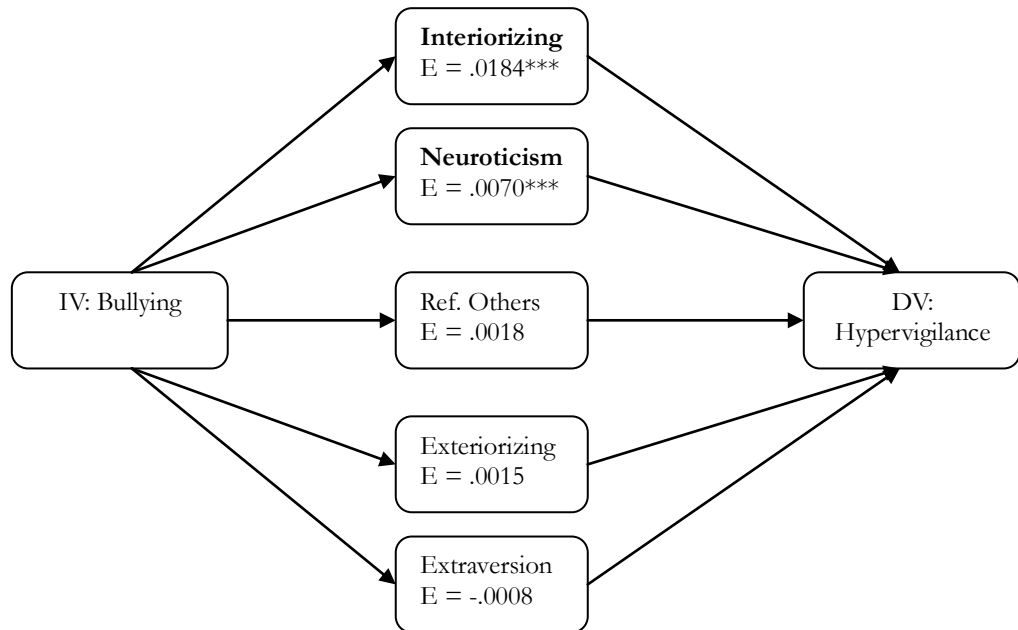 Interiorizing
E = .0184***
Neuroticism
E = .0070***
IV: Bullying
Ref. Others
E = .0018
DV:
Hypervigilance
Exteriorizing
E = .0015
Extraversion
E = -.0008